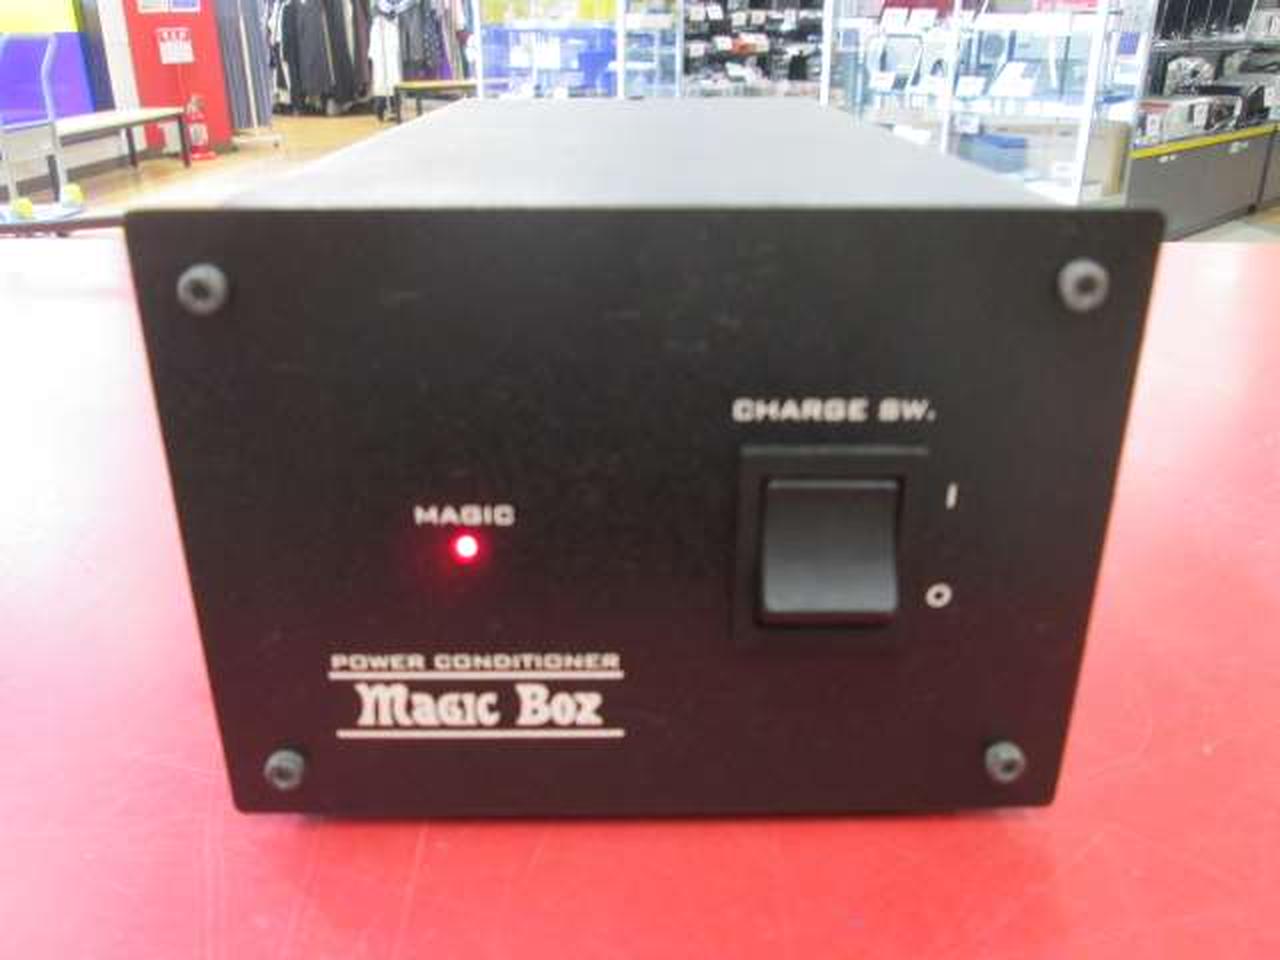 CHARGE SW.
I
O
MAGIC
POWER CONDITIONER
Magic Box